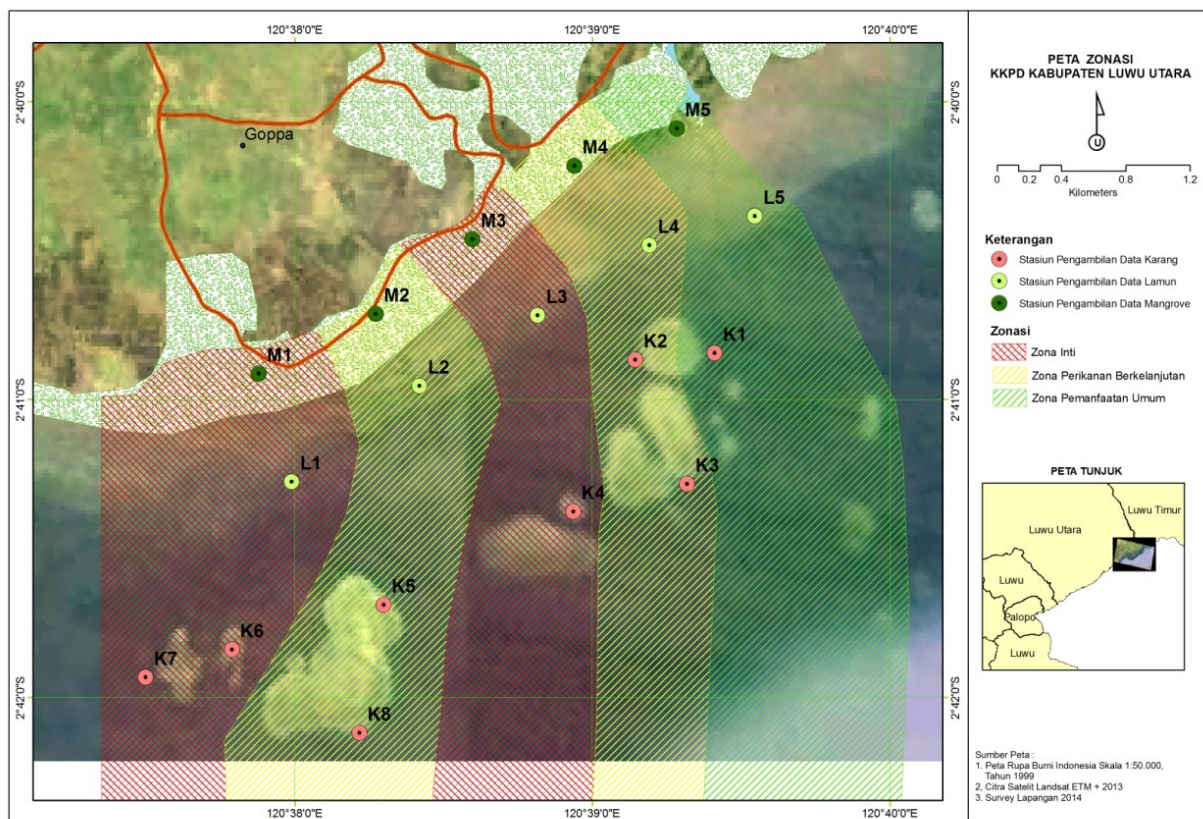 120°38'0"E
120°39'0"E
120°40'0"E
2°40'0"S
2°40'0"S
Goppa
M5
M4
M3
L5
L4
M2
L3
M1
L2
K2
K1
2°41'0"S
2°41'0"S
L1
K3
K4
K5
K6
K7
K8
2°42'0"S
2°42'0"S
120°38'0"E
120°39'0"E
120°40'0"E
PETA ZONASI
KKPD KABUPATEN LUWU UTARA
U
0 0.2 0.4 0.8 1.2
Kilometers
Keterangan
Stasiun Pengambilan Data Karang
Stasiun Pengambilan Data Lamun
Stasiun Pengambilan Data Mangrove
Zonasi
Zona Inti
Zona Perikanan Berkelanjutan
Zona Pemanfaatan Umum
PETA TUNJUK
Luwu Timur
Luwu Utara
Luwu
Palopo
Luwu
Sumber Peta :
1. Peta Rupa Bumi Indonesia Skala 1:50.000,
Tahun 1999
2, Citra Satelit Landsat ETM + 2013
3. Survey Lapangan 2014